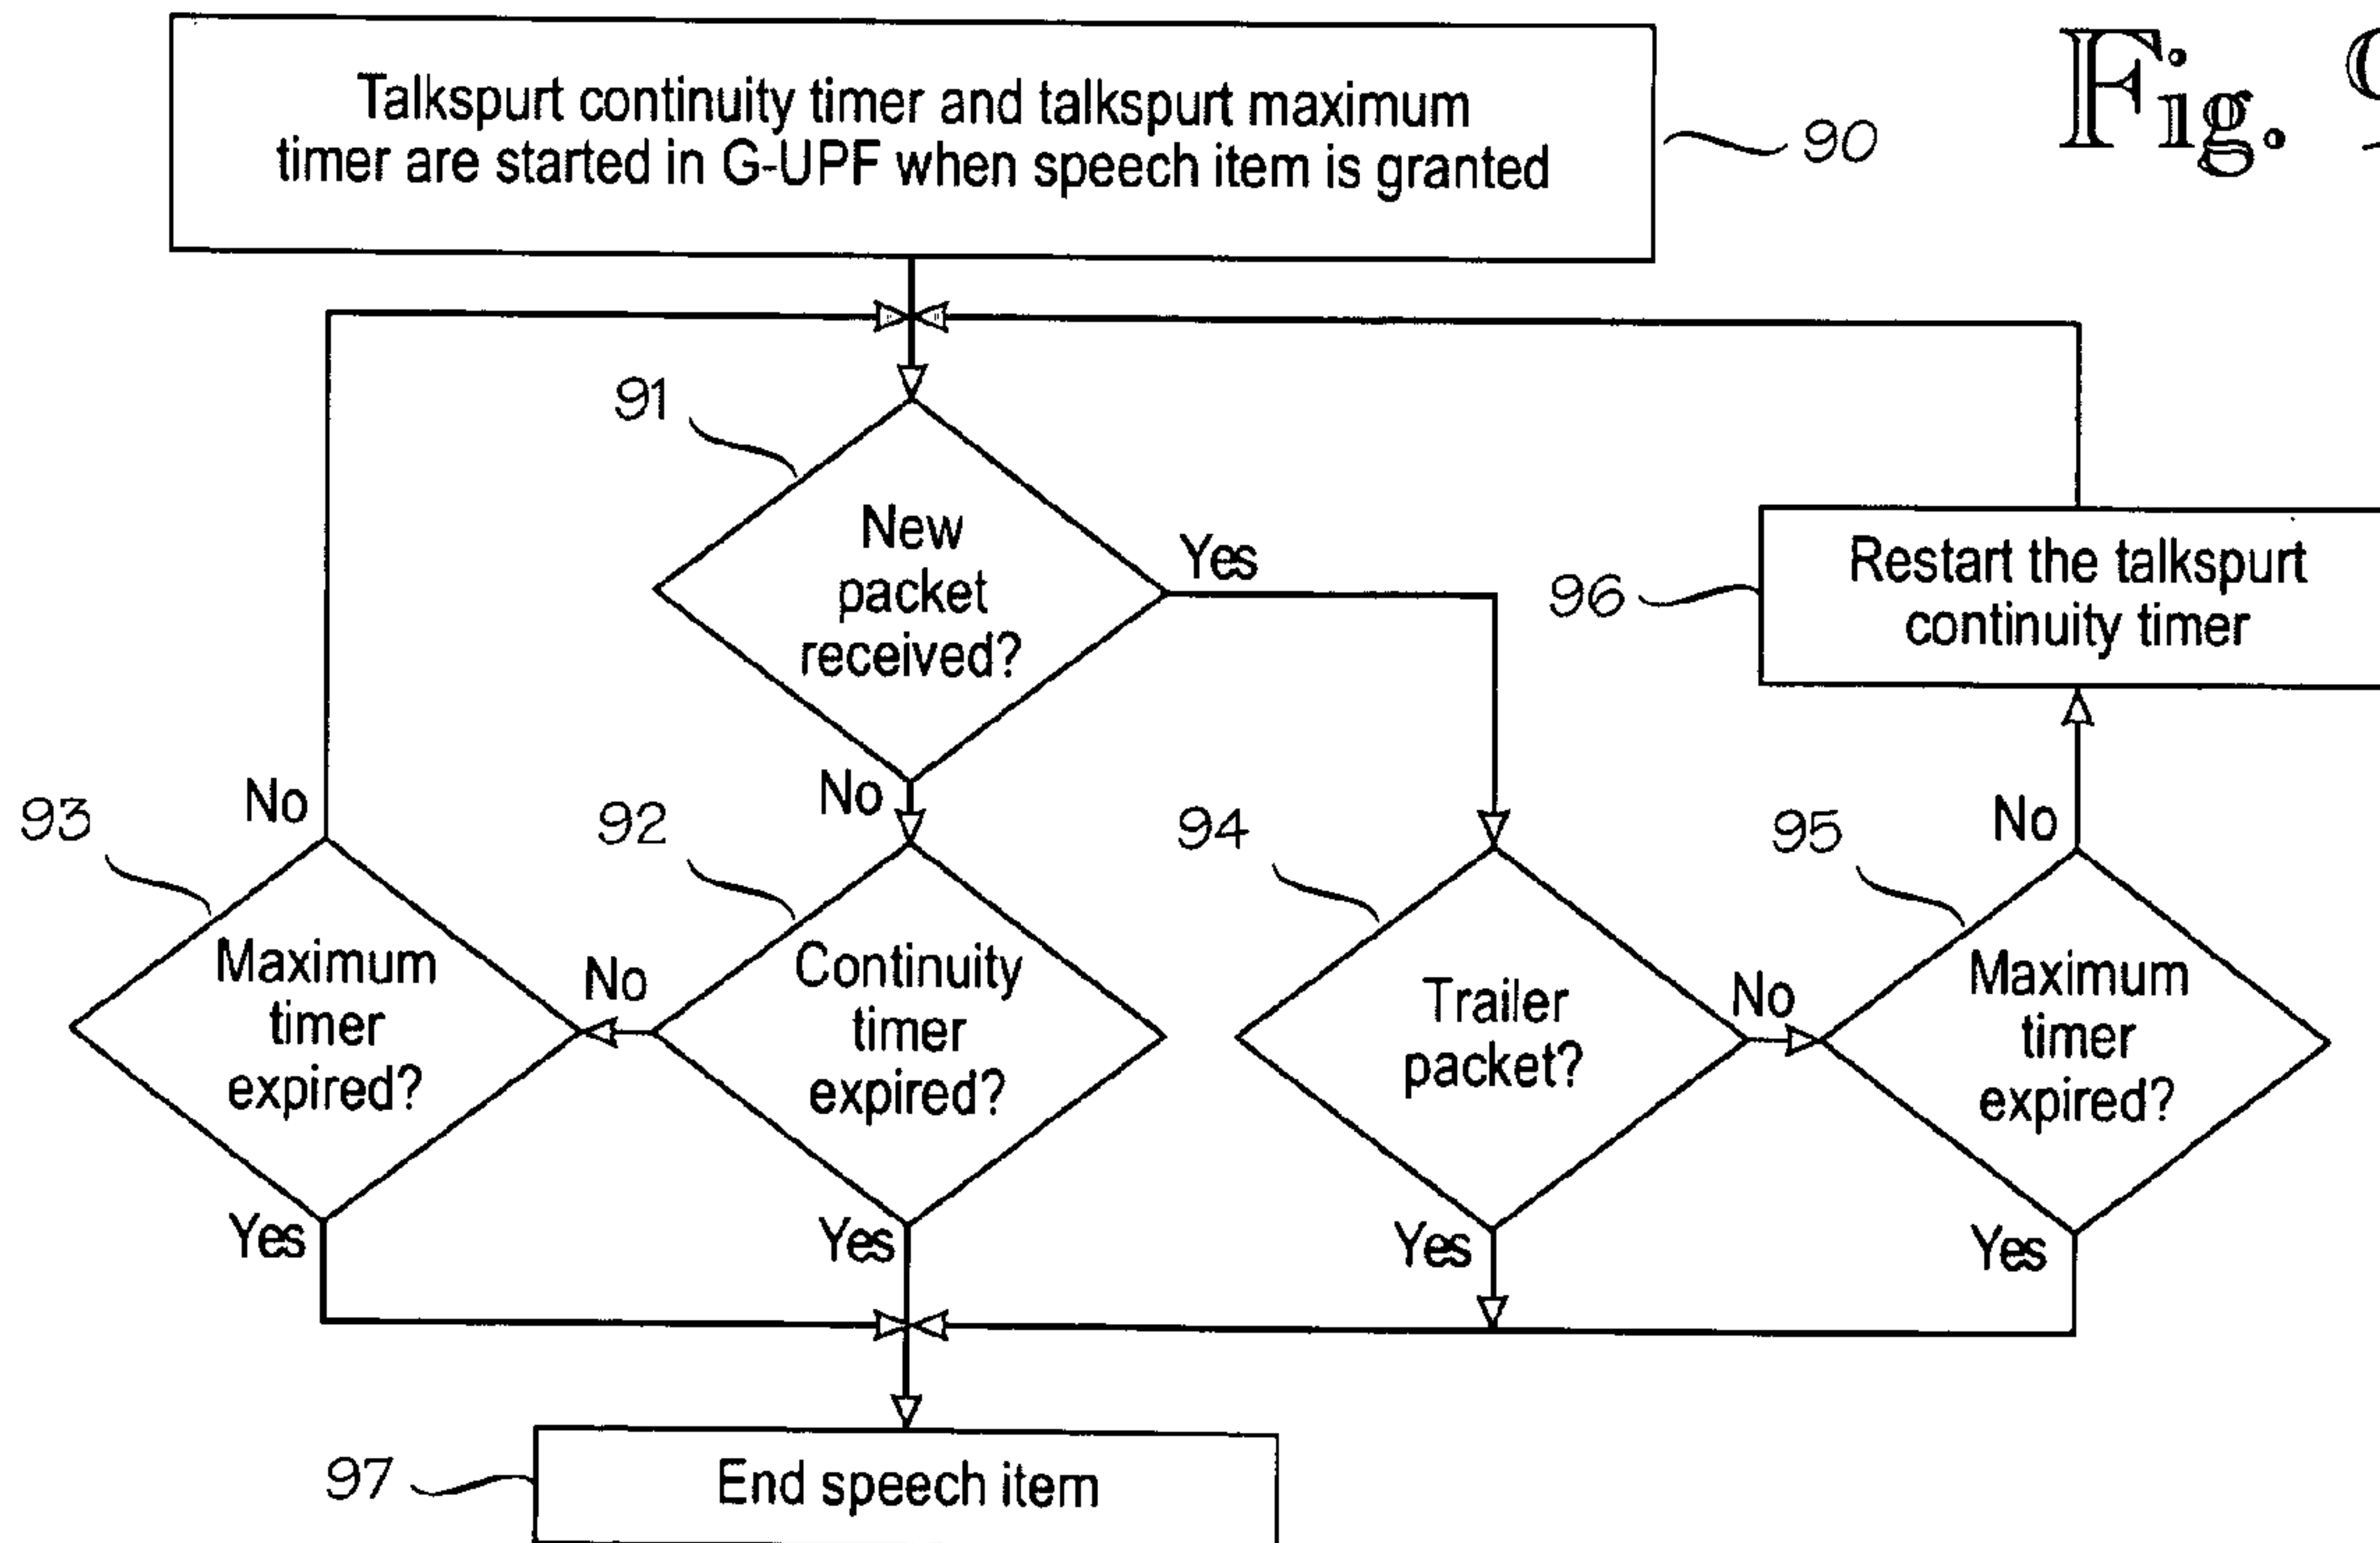 Talkspurt continuity timer and talkspurt maximum
timer are started in G-UPF when speech item is granted
90
Fig.
91
New
packet
received?
Yes
No
96
Restart the talkspurt
continuity timer
93
No
Maximum
timer
expired?
Yes
92
No
Continuity
timer
expired?
Yes
94
Trailer
packet?
No
Yes
95
No
Maximum
timer
expired?
Yes
97
End speech item